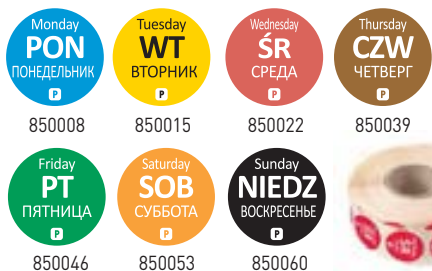 Monday
PON
ПОНЕДЕЛЬНИК
P
850008
Tuesday
WT
ВТОРНИК
P
850015
Wednesday
ŚR
СРЕДА
P
850022
Thursday
CZW
ЧЕТВЕРГ
P
850039
Friday
PT
ПЯТНИЦА
P
850046
Saturday
SOB
СУББОТА
P
850053
Sunday
NIEDZ
ВОСКРЕСЕНЬЕ
P
850060